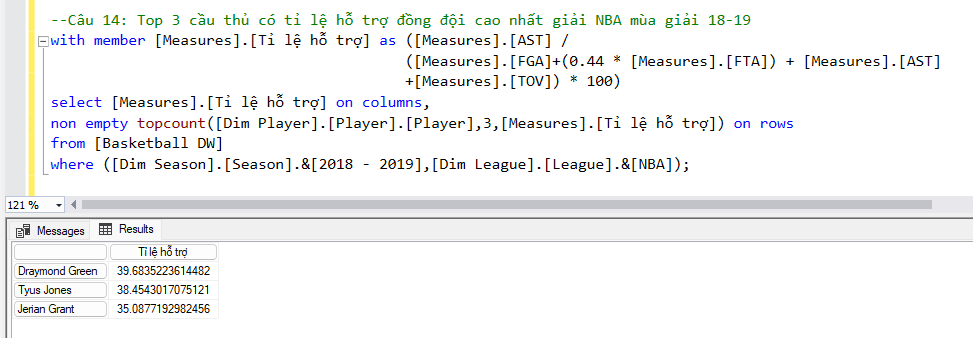 --Câu 14: Top 3 cầu thủ có tỉ lệ hỗ trợ đồng đội cao nhất giải NBA mùa giải 18-19
with member [Measures].[Tỉ lệ hỗ trợ] as ([Measures].[AST] /
([Measures].[FGA]+(0.44 * [Measures].[FTA]) + [Measures].[AST]
+[Measures].[TOV]) * 100)
select [Measures].[Tỉ lệ hỗ trợ] on columns,
non empty topcount([Dim Player].[Player].[Player],3,[Measures].[Tỉ lệ hỗ trợ]) on rows
from [Basketball DW]
where ([Dim Season].[Season].&[2018 - 2019],[Dim League].[League].&[NBA]);
121 %
Messages Results
Tỉ lệ hỗ trợ
Draymond Green 39.6835223614482
Tyus Jones 38.4543017075121
Jerian Grant 35.0877192982456